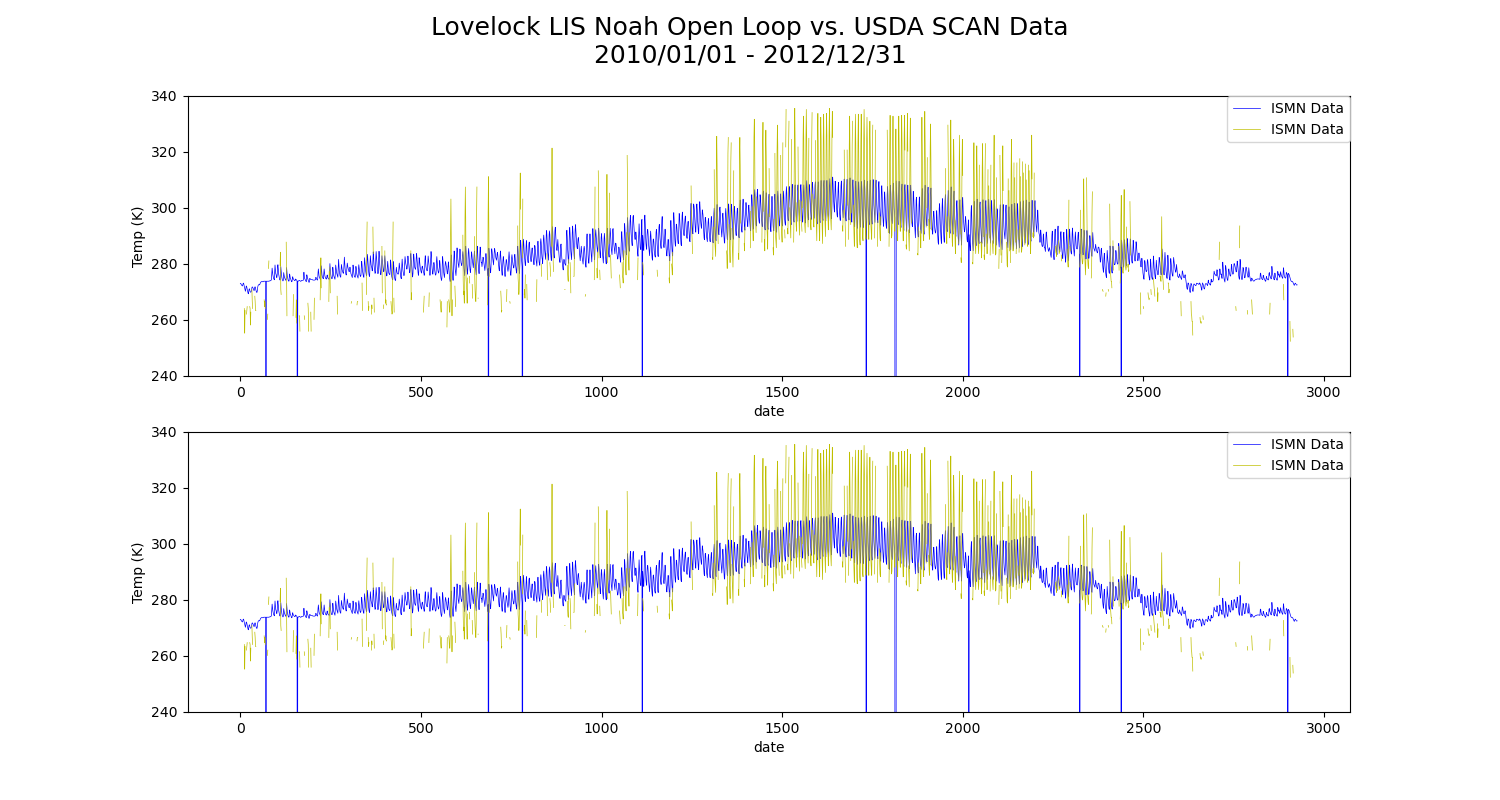 Lovelock LIS Noah Open Loop vs. USDA SCAN Data
2010/01/01 - 2012/12/31
340
320
300
280
260
240
Temp (K)
ISMN Data
ISMN Data
0 500 1000 1500 2000 2500 3000
date
340
320
300
280
260
240
Temp (K)
ISMN Data
ISMN Data
0 500 1000 1500 2000 2500 3000
date